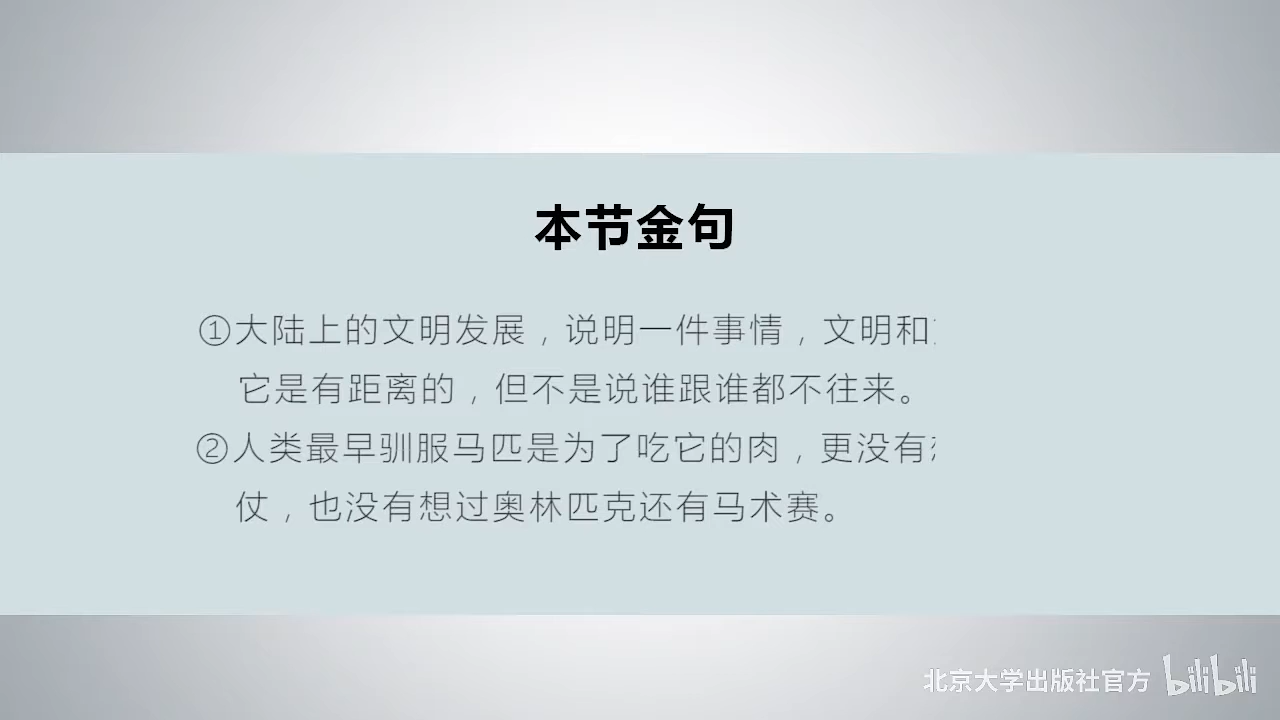 本节金句
①大陆上的文明发展，说明一件事情，文明和
它是有距离的，但不是说谁跟谁都不往来。
②人类最早驯服马匹是为了吃它的肉，更没有
仗，也没有想过奥林匹克还有马术赛。
北京大学出版社官方 bilibili